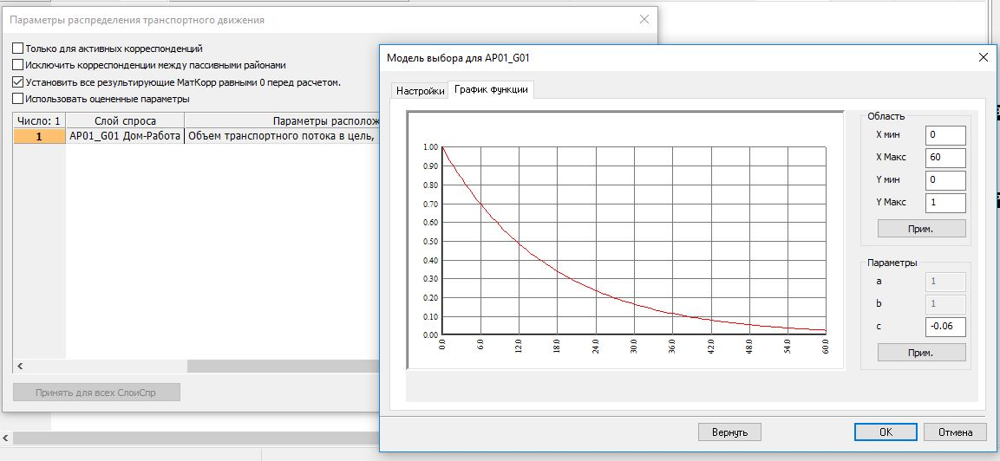 Параметры распределения транспортного движения
Только для активных корреспонденций
Исключить корреспонденции между пассивными районами
Установить все результирующие МатКорр равными 0 перед расчетом.
Использовать оцененные параметры
Число: 1 Слой спроса Параметры располож
1 AP01_G01 Дом-Работа Объем транспортного потока в цель,
Принять для всех СлоиСпр
Модель выбора для AP01_G01
Настройки График функции
1.00
0.90
0.80
0.70
0.60
0.50
0.40
0.30
0.20
0.10
0.00
0.0 6.0 12.0 18.0 24.0 30.0 36.0 42.0 48.0 54.0 60.0
Область
X мин 0
X Макс 60
Y мин 0
Y Макс 1
Прим.
Параметры
a 1
b 1
c -0.06
Прим.
Вернуть OK Отмена